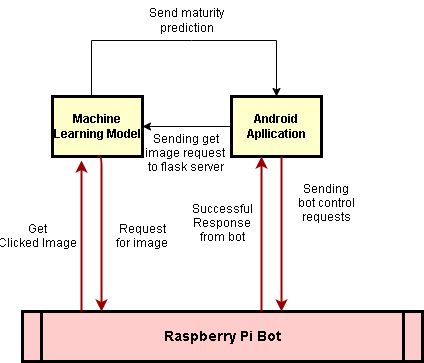 Send maturity
prediction
Machine
Learning Model
Android
Apllication
Sending get
image request
to flask server
Get
Clicked Image
Request
for image
Successful
Response
from bot
Sending
bot control
requests
Raspberry Pi Bot